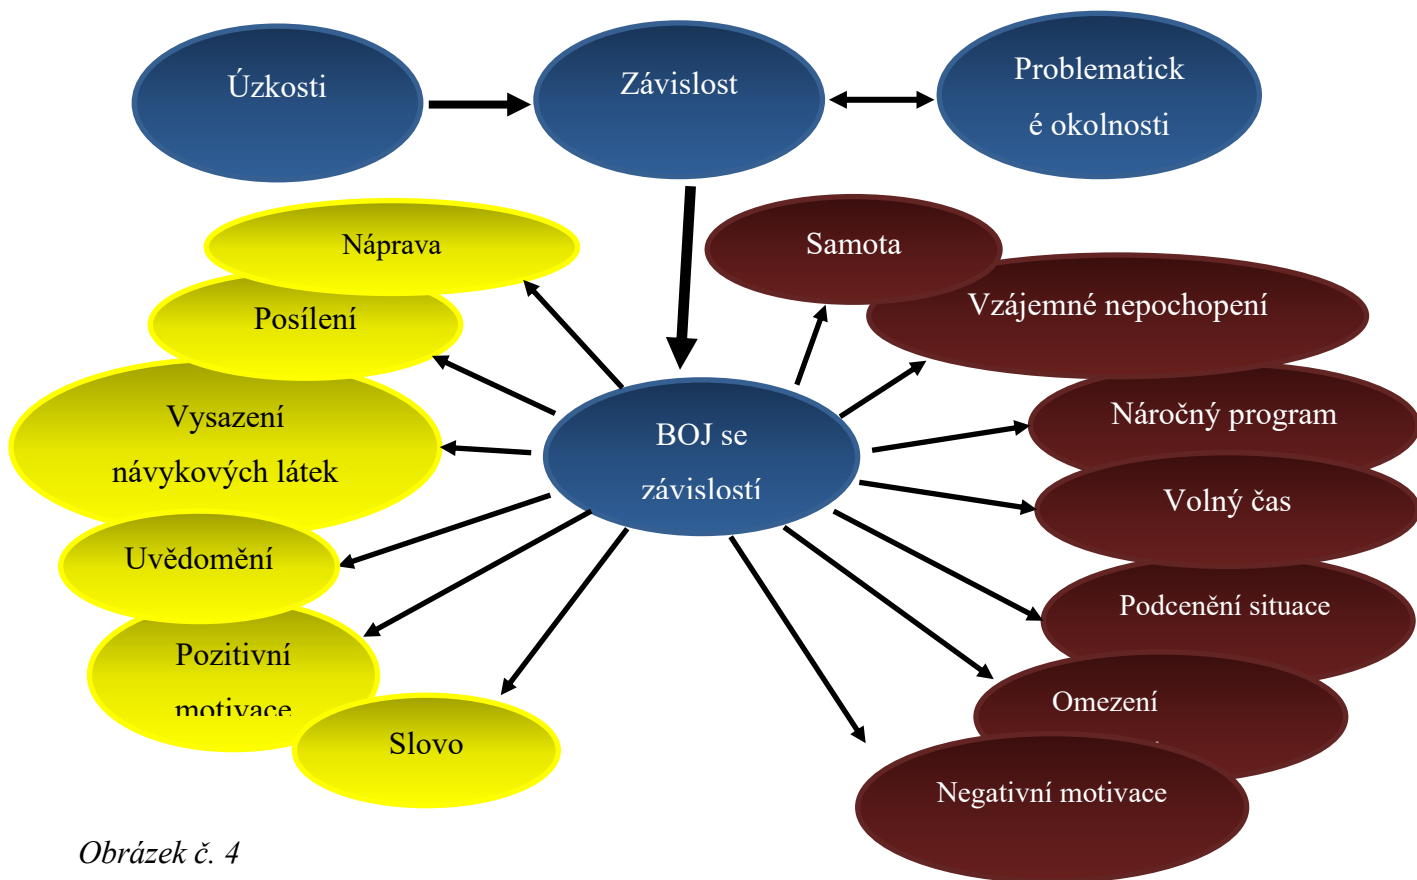 Úzkosti
Závislost
Problematick
é okolnosti
Náprava
Samota
Posílení
Vzájemné nepochopení
Vysazení
návykových látek
BOJ se
závislostí
Náročný program
Volný čas
Uvědomění
Podcenění situace
Pozitivní
motivace
Omezení
Slovo
Negativní motivace
Obrázek č. 4